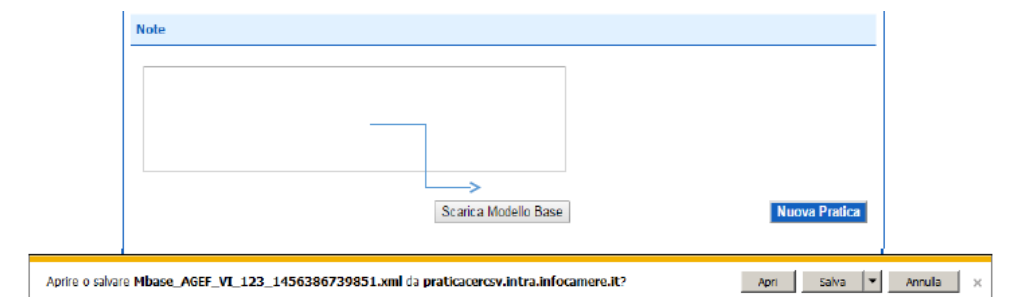 Note
Scarica Modello Base
Nuova Pratica
Aprire o salvare Mbase_AGEF_VI_123_1456386739851.xml da praticacercsv.intra.infocamere.it? Apri Salva Annulla ×